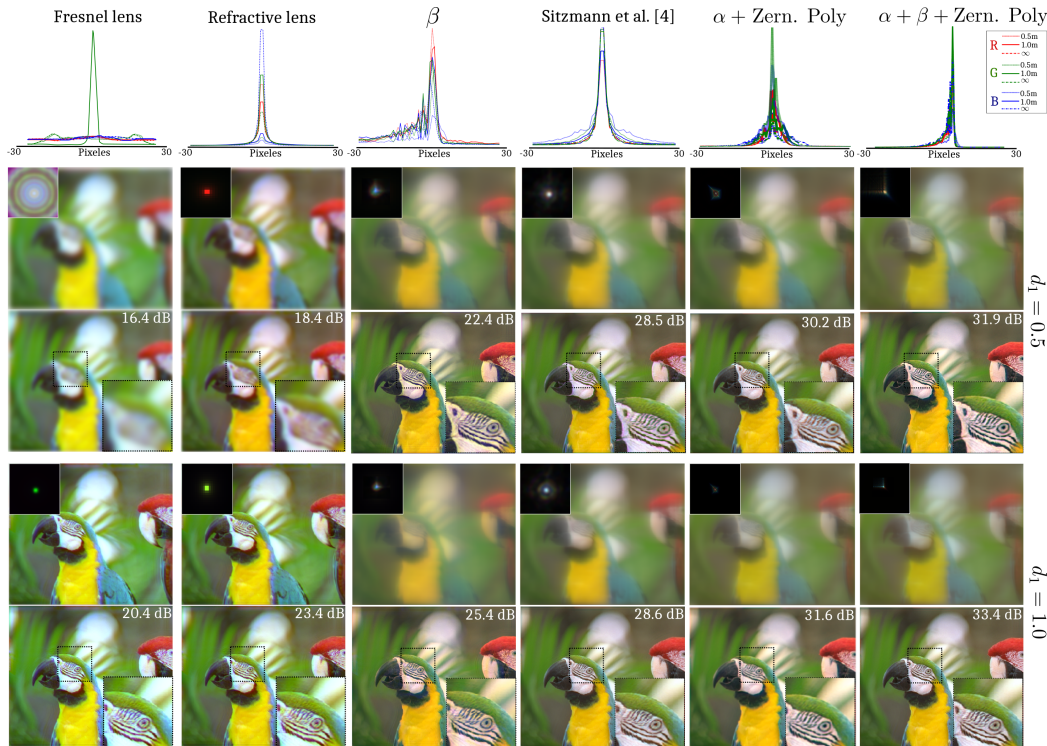 Fresnel lens
Refractive lens
β
Sitzmann et al. [4]
α + Zern. Poly
α + β + Zern. Poly
R
0.5m
1.0m
∞
G
0.5m
1.0m
∞
B
0.5m
1.0m
∞
-30 Pixeles
-30 Pixeles
-30 Pixeles 30
-30 Pixeles 30
-30 Pixeles 30
-30 Pixeles 30
d₁ = 0.5
16.4 dB
18.4 dB
22.4 dB
28.5 dB
30.2 dB
31.9 dB
d₁ = 1.0
20.4 dB
23.4 dB
25.4 dB
28.6 dB
31.6 dB
33.4 dB